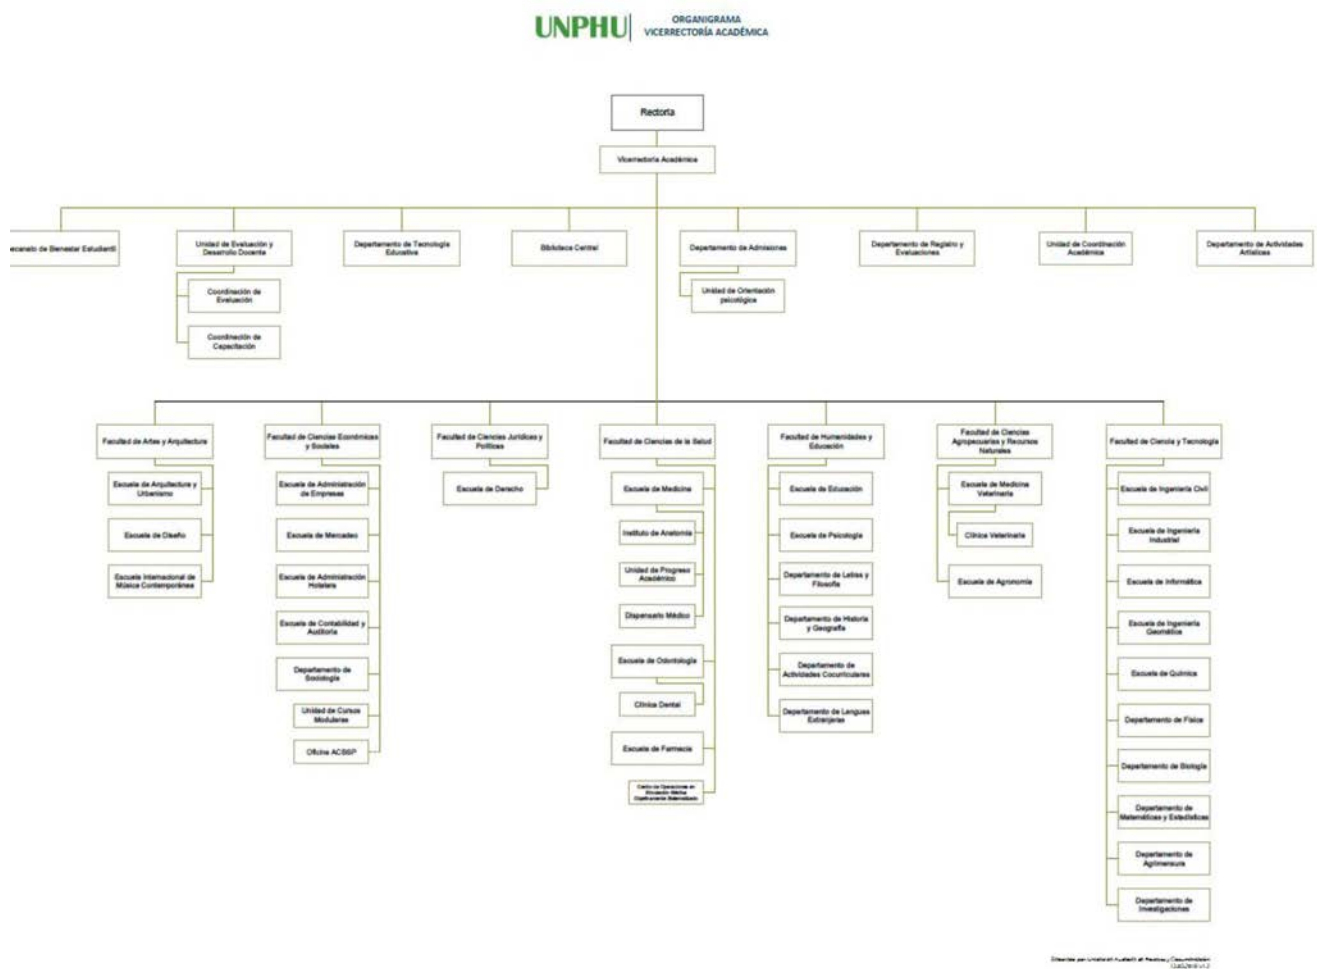 UNPHU
ORGANIGRAMA
VICERRECTORÍA ACADÉMICA
Rectoría
Vicerrectoría Académica
ecanato de Bienestar Estudiantil
Unidad de Evaluación y
Desarrollo Docente
Departamento de Tecnología
Educativa
Biblioteca Central
Departamento de Admisiones
Departamento de Registro y
Evaluaciones
Unidad de Coordinación
Académica
Departamento de Actividades
Artísticas
Coordinación de
Evaluación
Unidad de Orientación
psicológica
Coordinación de
Capacitación
Facultad de Artes y Arquitectura
Escuela de Arquitectura y
Urbanismo
Escuela de Diseño
Escuela Internacional de
Música Contemporánea
Facultad de Ciencias Económicas
y Sociales
Escuela de Administración
de Empresas
Escuela de Mercadeo
Escuela de Administración
Hotelera
Escuela de Contabilidad y
Auditoría
Departamento de
Sociología
Unidad de Cursos
Modulares
Oficina ACBSP
Facultad de Ciencias Jurídicas y
Políticas
Escuela de Derecho
Facultad de Ciencias de la Salud
Escuela de Medicina
Instituto de Anatomía
Unidad de Progreso
Académico
Dispensario Médico
Escuela de Odontología
Clínica Dental
Escuela de Farmacia
Centro de Operaciones en
Facultad de Humanidades y
Educación
Escuela de Educación
Escuela de Psicología
Departamento de Letras y
Filosofía
Departamento de Historia
y Geografía
Departamento de
Actividades Cocurriculares
Departamento de Lenguas
Extranjeras
Facultad de Ciencias
Agropecuarias y Recursos
Naturales
Escuela de Medicina
Veterinaria
Clínica Veterinaria
Escuela de Agronomía
Facultad de Ciencia y Tecnología
Escuela de Ingeniería Civil
Escuela de Ingeniería
Industrial
Escuela de Informática
Escuela de Ingeniería
Geomática
Escuela de Química
Departamento de Física
Departamento de Biología
Departamento de
Matemáticas y Estadísticas
Departamento de
Agrimensura
Departamento de
Investigaciones